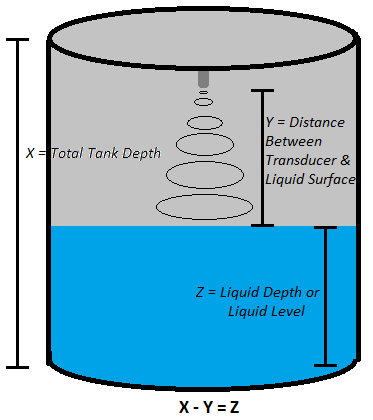 Y = Distance
Between
Transducer &
Liquid Surface
X = Total Tank Depth
Z = Liquid Depth or
Liquid Level
X - Y = Z